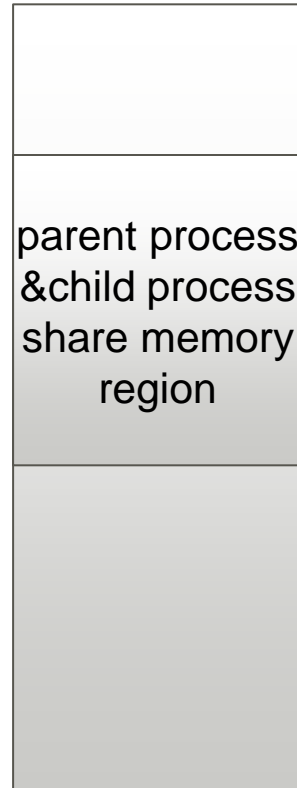 parent process
&child process
share memory
region